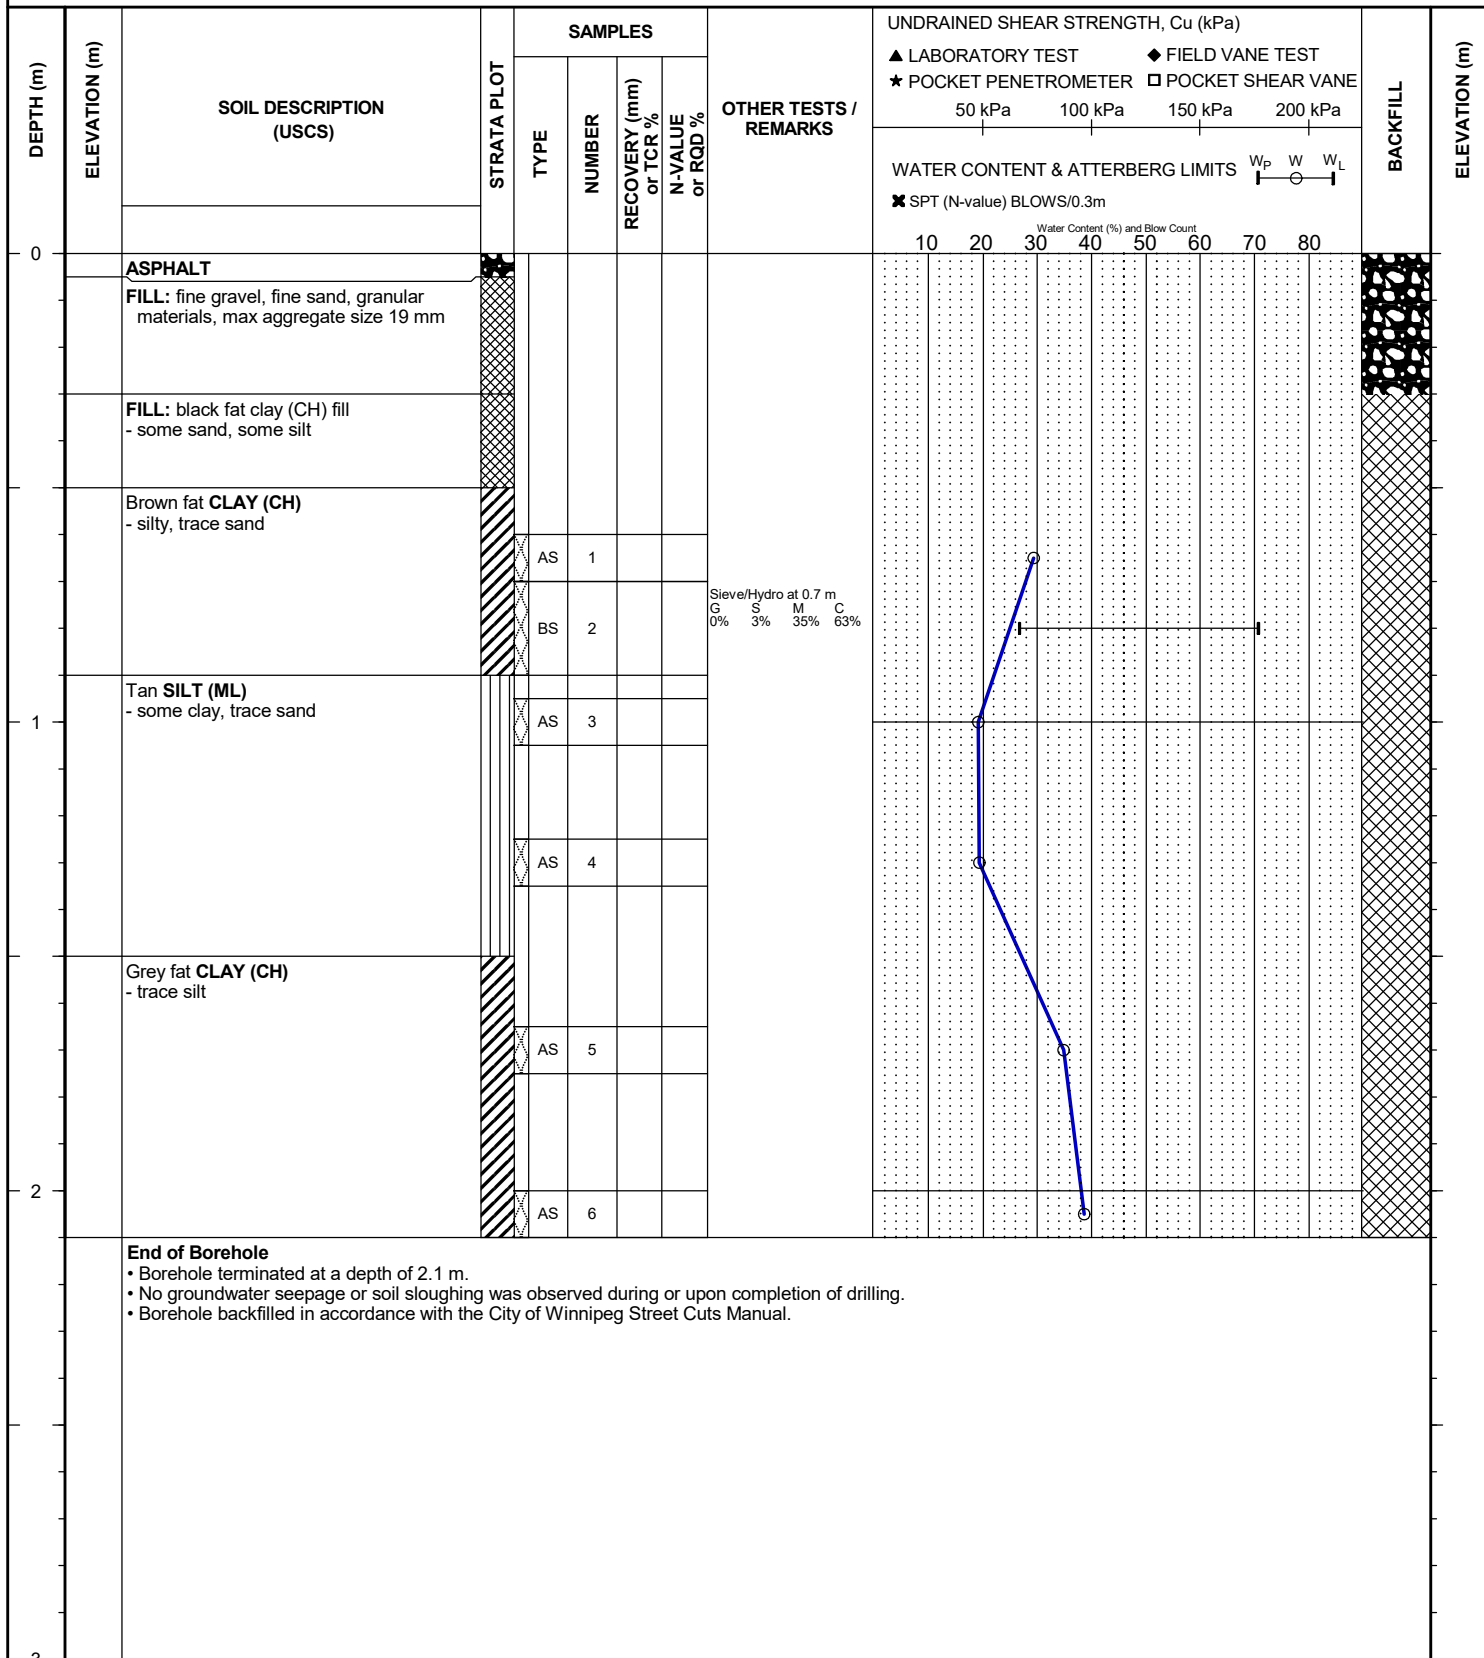 DEPTH (m)
ELEVATION (m)
SOIL DESCRIPTION
(USCS)
STRATA PLOT
SAMPLES
TYPE
NUMBER
RECOVERY (mm)
or TCR %
N-VALUE
or RQD %
OTHER TESTS /
REMARKS
UNDRAINED SHEAR STRENGTH, Cu (kPa)
▲ LABORATORY TEST ◆ FIELD VANE TEST
★ POCKET PENETROMETER □ POCKET SHEAR VANE
50 kPa 100 kPa 150 kPa 200 kPa
WATER CONTENT & ATTERBERG LIMITS WP W WL
✖ SPT (N-value) BLOWS/0.3m
Water Content (%) and Blow Count
10 20 30 40 50 60 70 80
BACKFILL
ELEVATION (m)
0
ASPHALT
FILL: fine gravel, fine sand, granular
materials, max aggregate size 19 mm
FILL: black fat clay (CH) fill
- some sand, some silt
Brown fat CLAY (CH)
- silty, trace sand
AS 1
BS 2
Sieve/Hydro at 0.7 m
G S M C
0% 3% 35% 63%
Tan SILT (ML)
- some clay, trace sand
1
AS 3
AS 4
Grey fat CLAY (CH)
- trace silt
AS 5
2
AS 6
End of Borehole
• Borehole terminated at a depth of 2.1 m.
• No groundwater seepage or soil sloughing was observed during or upon completion of drilling.
• Borehole backfilled in accordance with the City of Winnipeg Street Cuts Manual.